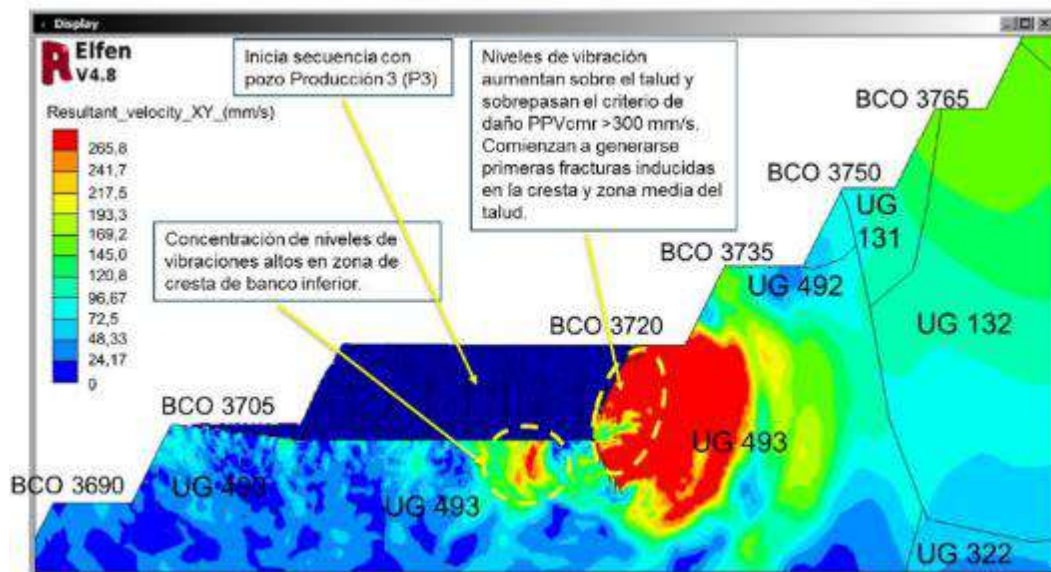 Display
Elfen
V4.8
Resultant_velocity_XY_(mm/s)
265,8
241,7
217,5
193,3
169,2
145,0
120,8
96,67
72,5
48,33
24,17
0
Inicia secuencia con
pozo Producción 3 (P3)
Niveles de vibración
aumentan sobre el talud y
sobrepasan el criterio de
daño PPVcmr >300 mm/s.
Comienzan a generarse
primeras fracturas inducidas
en la cresta y zona media del
talud.
Concentración de niveles de
vibraciones altos en zona de
cresta de banco inferior.
BCO 3765
BCO 3750
UG
131
BCO 3735
UG 492
BCO 3720
UG 132
BCO 3705
UG 493
BCO 3690
UG 493
UG 493
UG 322